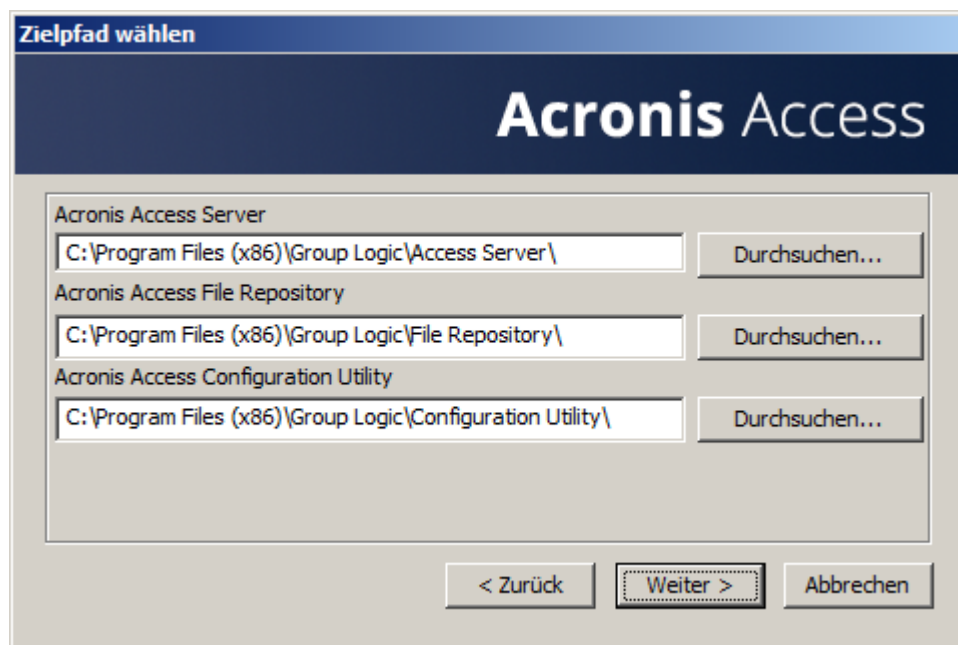 Zielpfad wählen
Acronis Access
Acronis Access Server
C:\Program Files (x86)\Group Logic\Access Server\
Durchsuchen...
Acronis Access File Repository
C:\Program Files (x86)\Group Logic\File Repository\
Durchsuchen...
Acronis Access Configuration Utility
C:\Program Files (x86)\Group Logic\Configuration Utility\
Durchsuchen...
< Zurück
Weiter >
Abbrechen